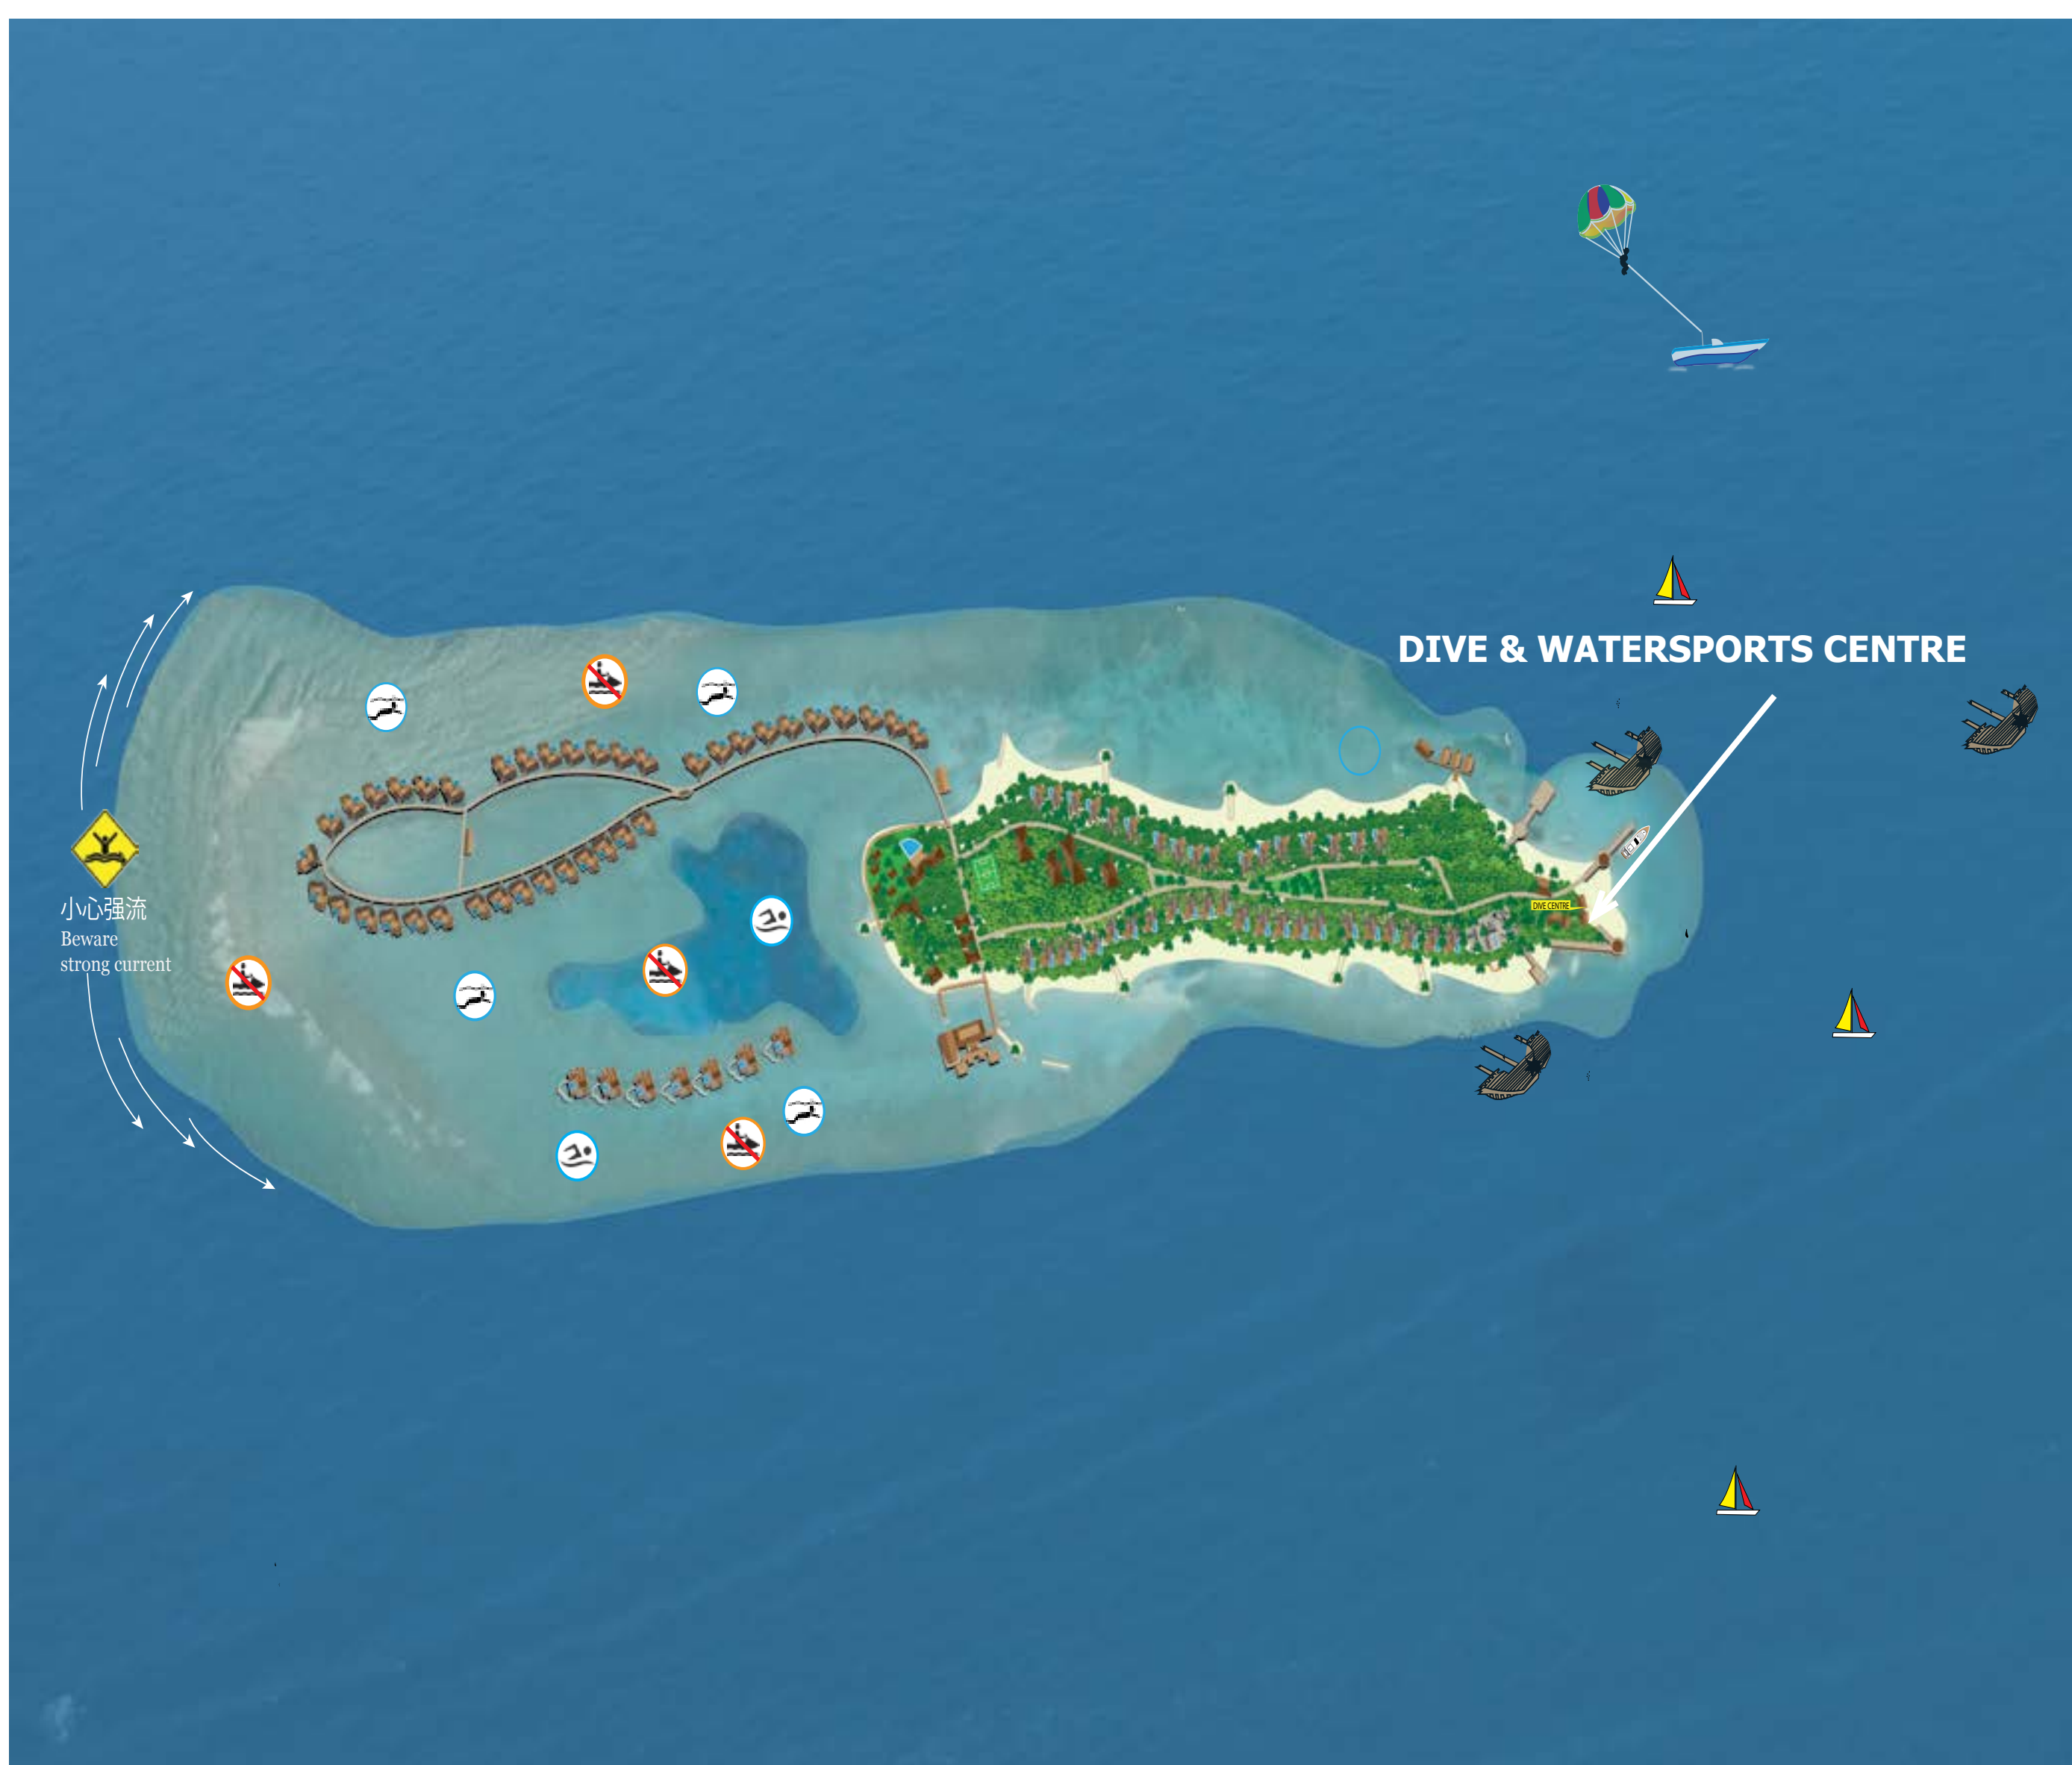 DIVE & WATERSPORTS CENTRE
DIVE CENTRE
小心强流
Beware
strong current